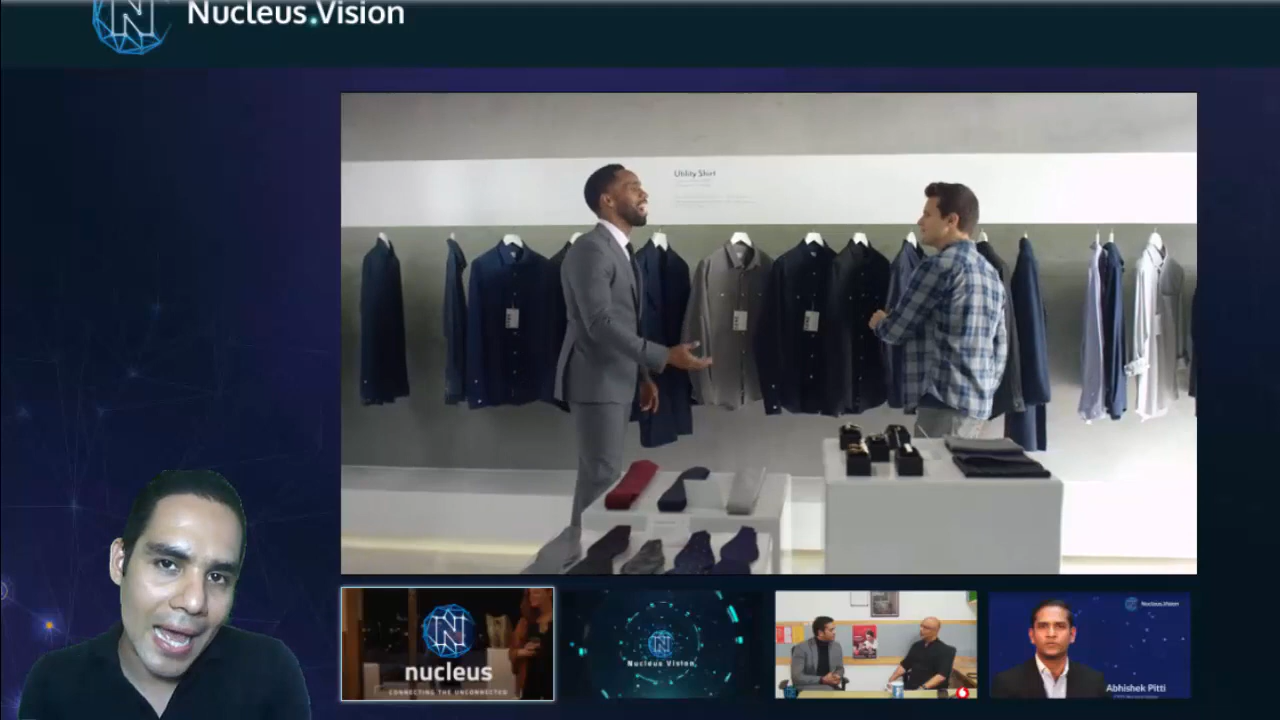 Nucleus.Vision
Utility Shirt
nucleus
CONNECTING THE UNCONNECTED
Nucleus Vision
Nucleus.Vision
Abhishek Pitti